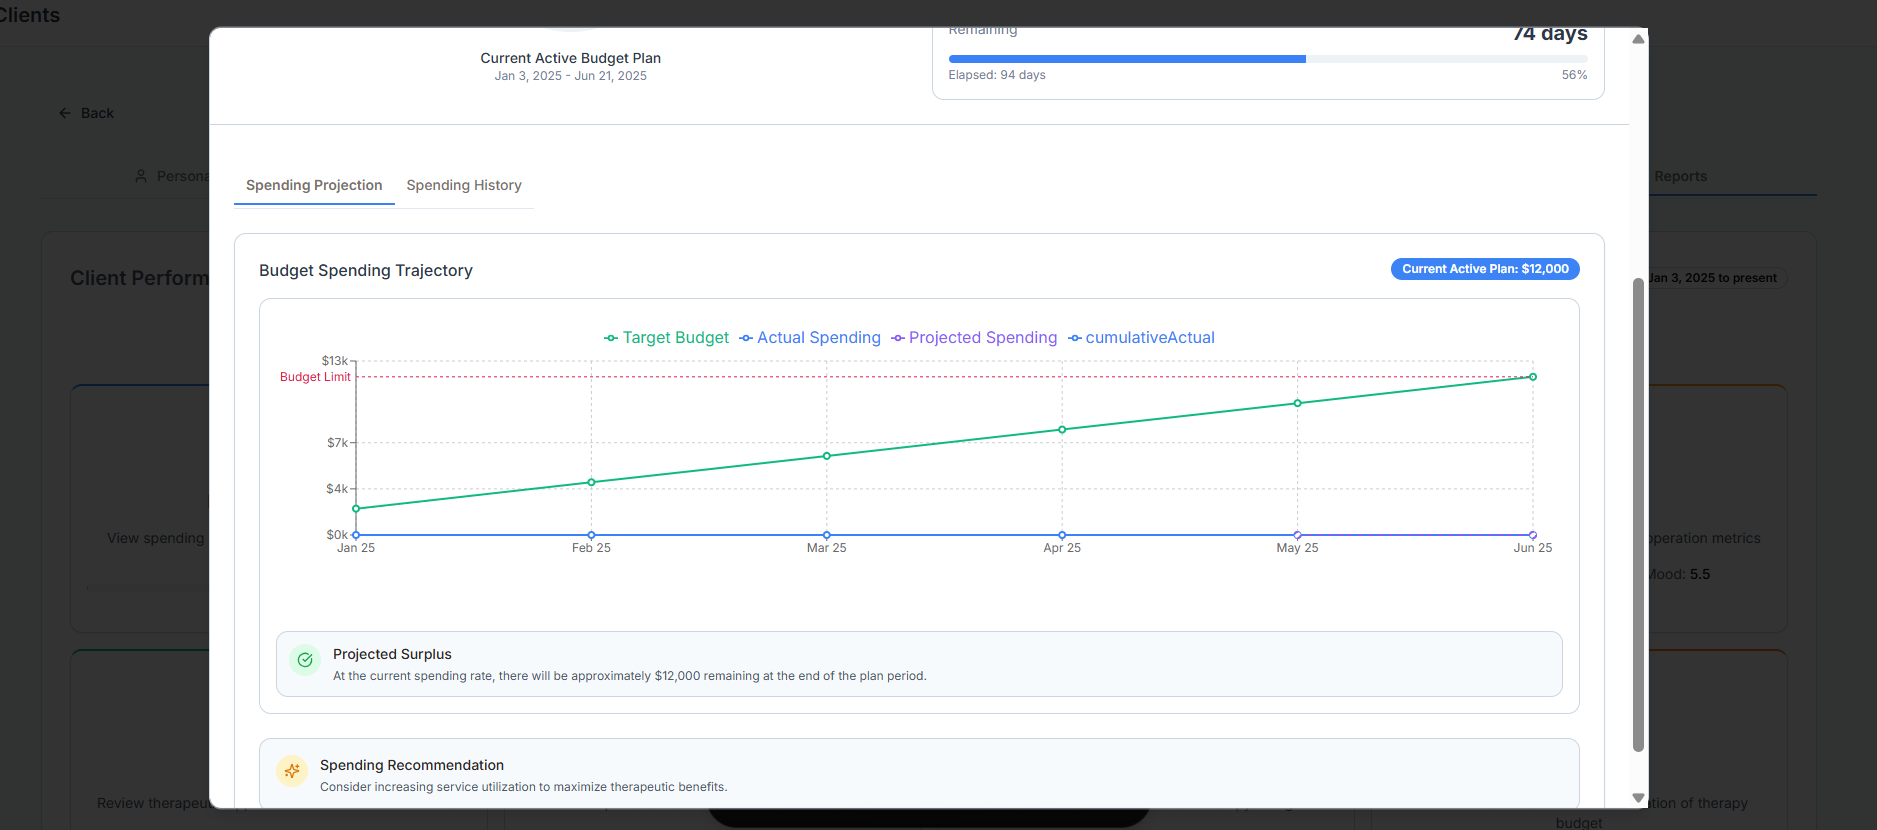 Clients
Remaining
74 days
Current Active Budget Plan
Jan 3, 2025 - Jun 21, 2025
Elapsed: 94 days
56%
Back
Persona
Reports
Spending Projection
Spending History
Client Perform
Jan 3, 2025 to present
Budget Spending Trajectory
Current Active Plan: $12,000
Target Budget
Actual Spending
Projected Spending
cumulativeActual
$13k
Budget Limit
$7k
$4k
$0k
Jan 25
Feb 25
Mar 25
Apr 25
May 25
Jun 25
View spending
operation metrics
Mood: 5.5
Projected Surplus
At the current spending rate, there will be approximately $12,000 remaining at the end of the plan period.
Spending Recommendation
Consider increasing service utilization to maximize therapeutic benefits.
Review therapeu
tion of therapy
budget